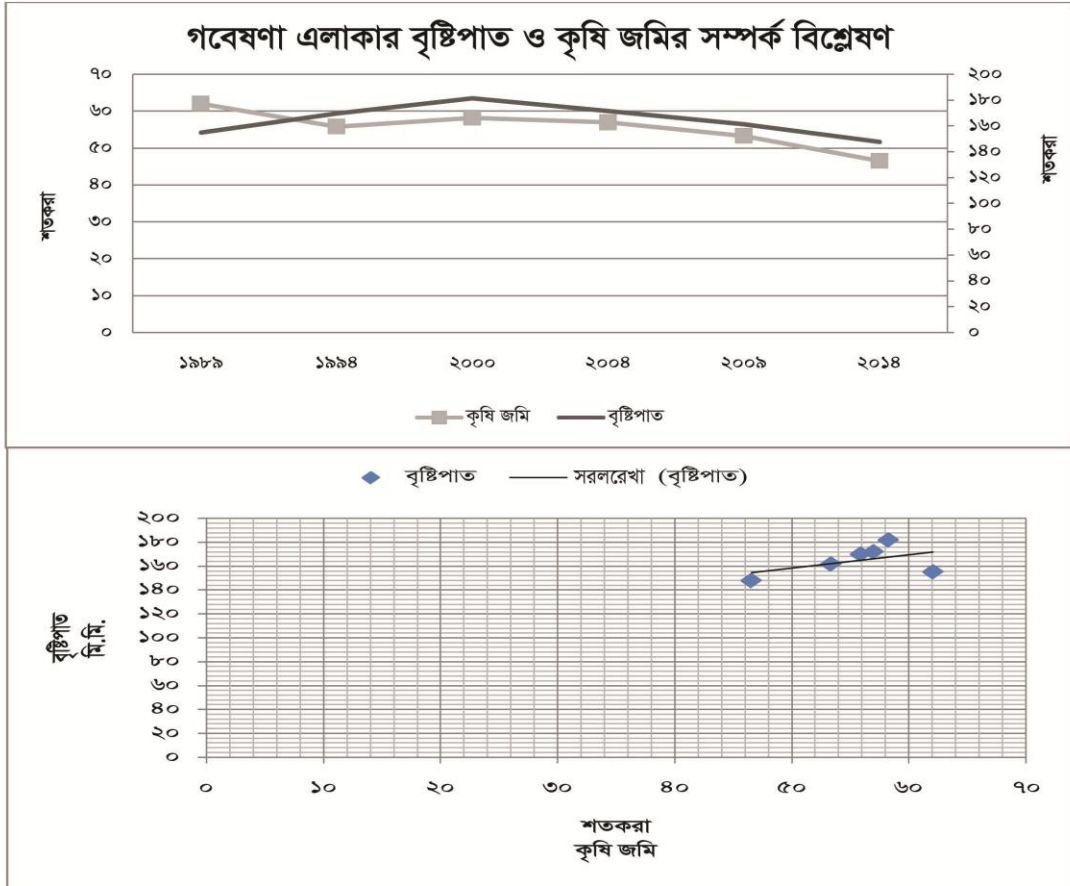 গবেষণা এলাকার বৃষ্টিপাত ও কৃষি জমির সম্পর্ক বিশ্লেষণ
৭০
৬০
৫০
৪০
৩০
২০
১০
০
শতকরা
২০০
১৮০
১৬০
১৪০
১২০
১০০
৮০
৬০
৪০
২০
০
শতকরা
১৯৮৯ ১৯৯৪ ২০০০ ২০০৪ ২০০৯ ২০১৪
কৃষি জমি বৃষ্টিপাত
বৃষ্টিপাত সরলরেখা (বৃষ্টিপাত)
২০০
১৮০
১৬০
১৪০
১২০
১০০
৮০
৬০
৪০
২০
০
বৃষ্টিপাত
মি.মি.
০ ১০ ২০ ৩০ ৪০ ৫০ ৬০ ৭০
শতকরা
কৃষি জমি